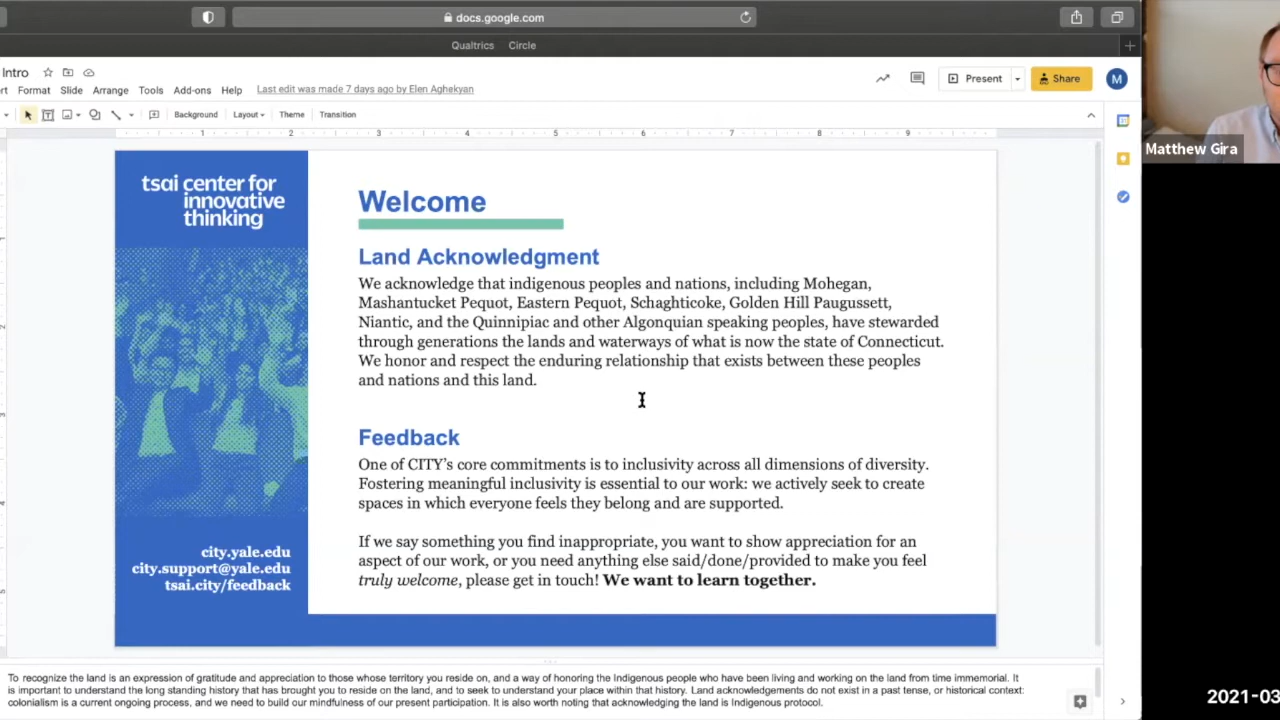 docs.google.com
Qualtrics Circle
Intro
Format Slide Arrange Tools Add-ons Help Last edit was made 7 days ago by Elen Aghekyan
Present Share M
Background Layout Theme Transition
1 2 3 4 5 6 7 8 9
tsai center for
innovative
thinking
city.yale.edu
city.support@yale.edu
tsai.city/feedback
Welcome
Land Acknowledgment
We acknowledge that indigenous peoples and nations, including Mohegan,
Mashantucket Pequot, Eastern Pequot, Schaghticoke, Golden Hill Paugussett,
Niantic, and the Quinnipiac and other Algonquian speaking peoples, have stewarded
through generations the lands and waterways of what is now the state of Connecticut.
We honor and respect the enduring relationship that exists between these peoples
and nations and this land.
Feedback
One of CITY's core commitments is to inclusivity across all dimensions of diversity.
Fostering meaningful inclusivity is essential to our work: we actively seek to create
spaces in which everyone feels they belong and are supported.
If we say something you find inappropriate, you want to show appreciation for an
aspect of our work, or you need anything else said/done/provided to make you feel
truly welcome, please get in touch! We want to learn together.
To recognize the land is an expression of gratitude and appreciation to those whose territory you reside on, and a way of honoring the Indigenous people who have been living and working on the land from time immemorial. It
is important to understand the long standing history that has brought you to reside on the land, and to seek to understand your place within that history. Land acknowledgements do not exist in a past tense, or historical context:
colonialism is a current ongoing process, and we need to build our mindfulness of our present participation. It is also worth noting that acknowledging the land is Indigenous protocol.
Matthew Gira
2021-03